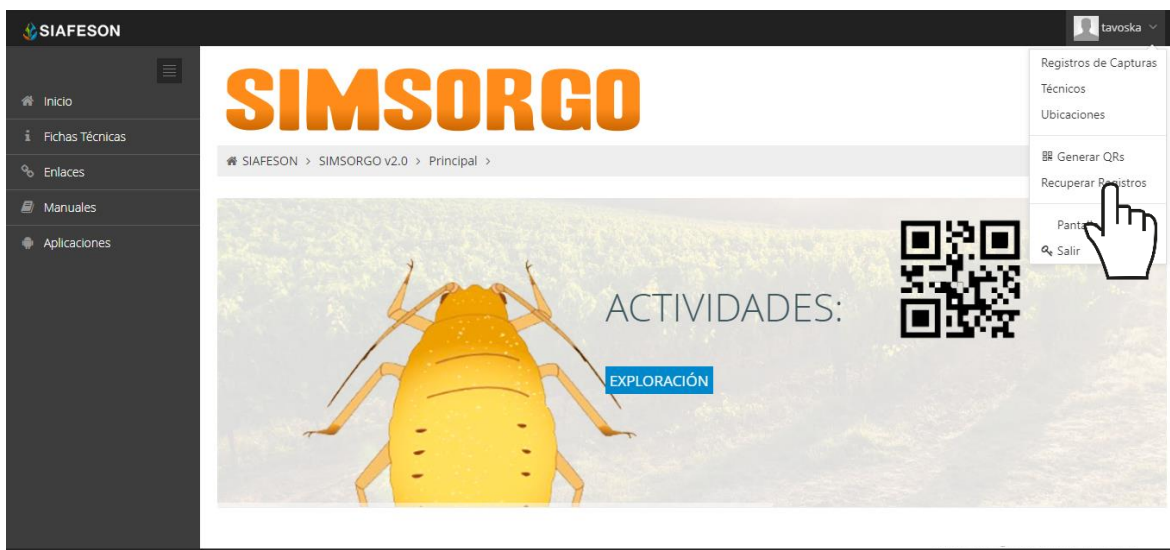 SIAFESON
tavoska
Inicio
Fichas Técnicas
Enlaces
Manuales
Aplicaciones
SIMSORGO
SIAFESON > SIMSORGO v2.0 > Principal >
ACTIVIDADES:
EXPLORACIÓN
Registros de Capturas
Técnicos
Ubicaciones
Generar QRs
Recuperar Registros
Salir